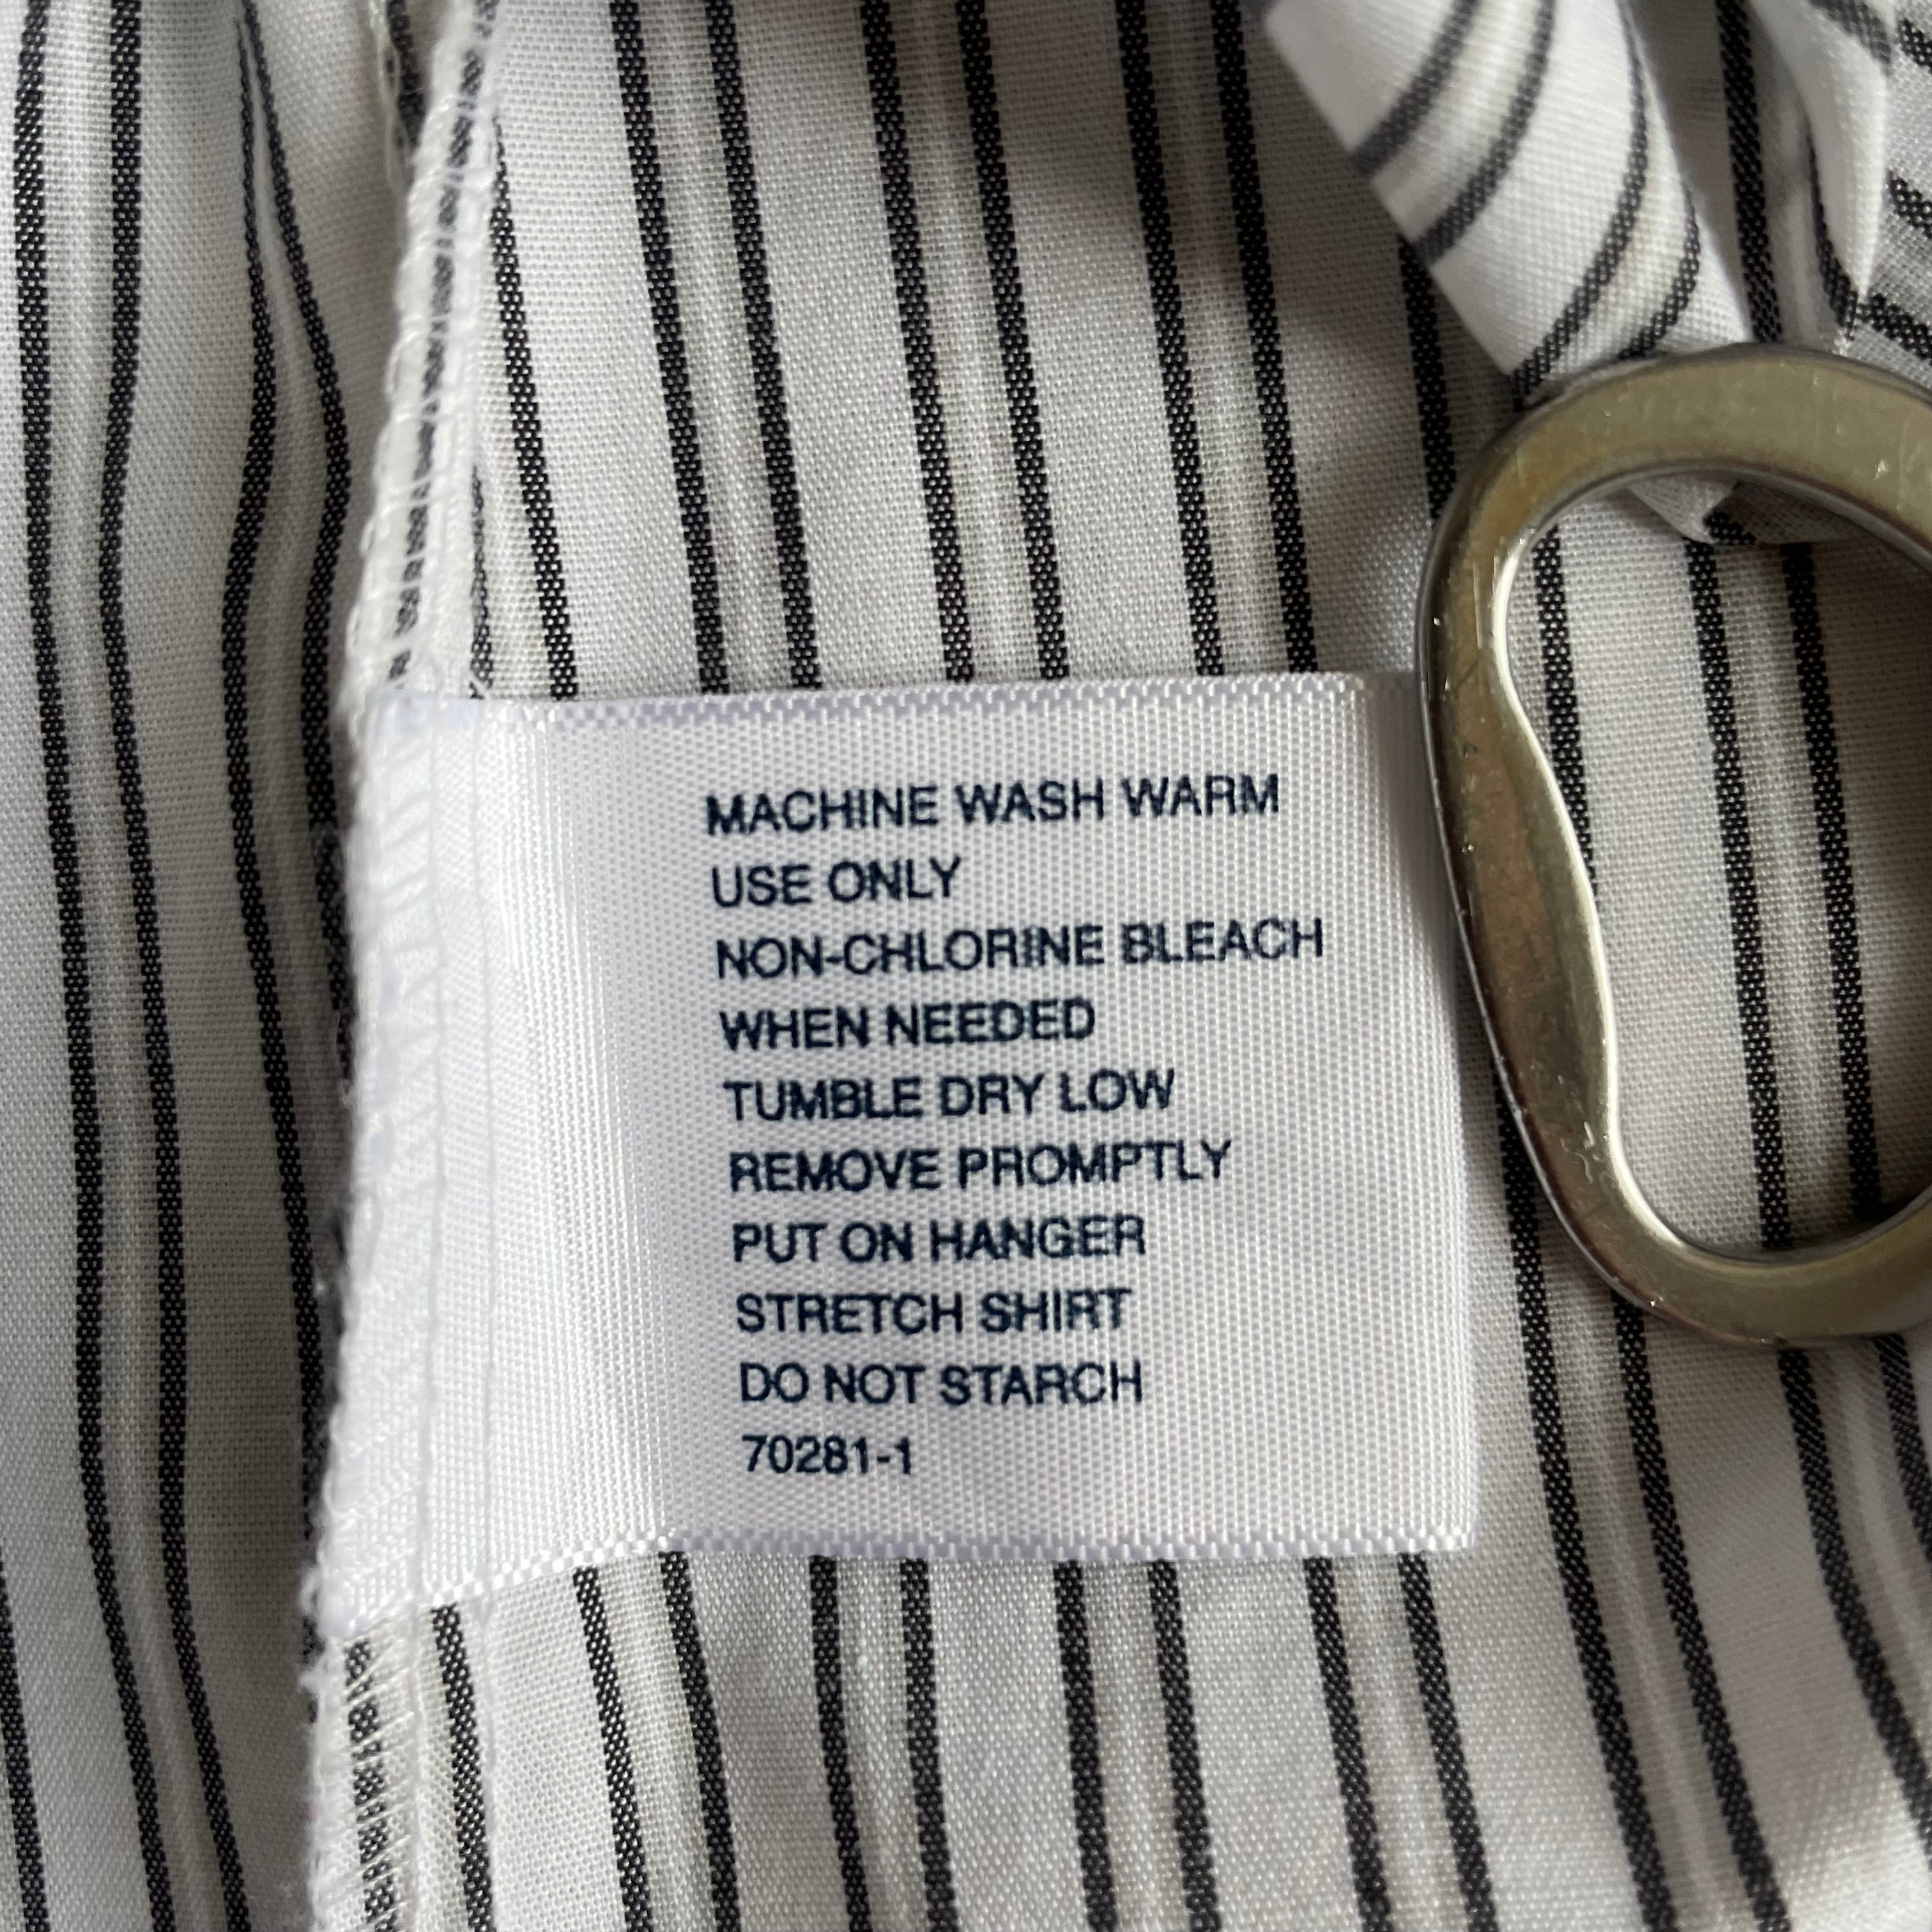 MACHINE WASH WARM
USE ONLY
NON-CHLORINE BLEACH
WHEN NEEDED
TUMBLE DRY LOW
REMOVE PROMPTLY
PUT ON HANGER
STRETCH SHIRT
DO NOT STARCH
70281-1